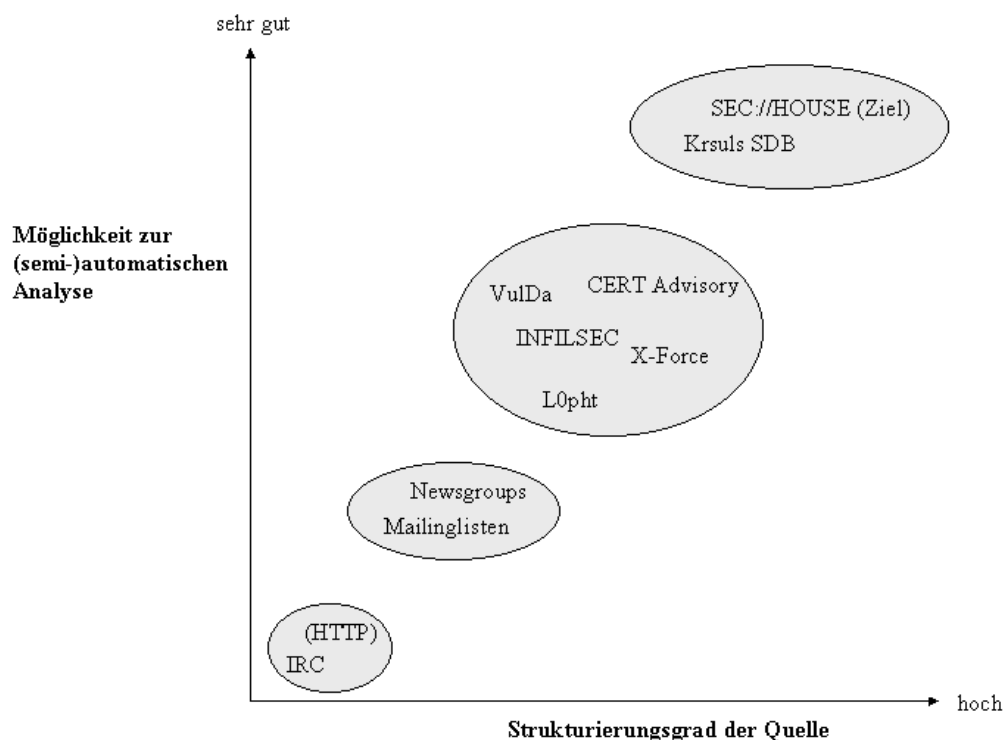 sehr gut
SEC://HOUSE (Ziel)
Krsuls SDB
Möglichkeit zur
(semi-)automatischen
Analyse
VulDa
CERT Advisory
INFILSEC
X-Force
L0pht
Newsgroups
Mailinglisten
(HTTP)
IRC
hoch
Strukturierungsgrad der Quelle